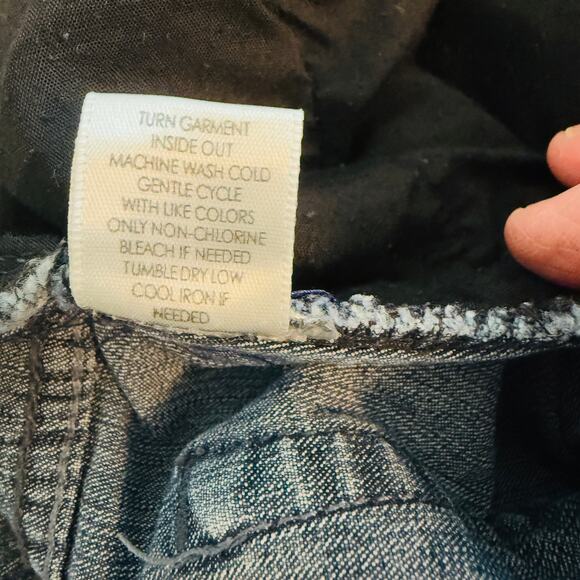 TURN GARMENT
INSIDE OUT
MACHINE WASH COLD
GENTLE CYCLE
WITH LIKE COLORS
ONLY NON-CHLORINE
BLEACH IF NEEDED
TUMBLE DRY LOW
COOL IRON IF
NEEDED